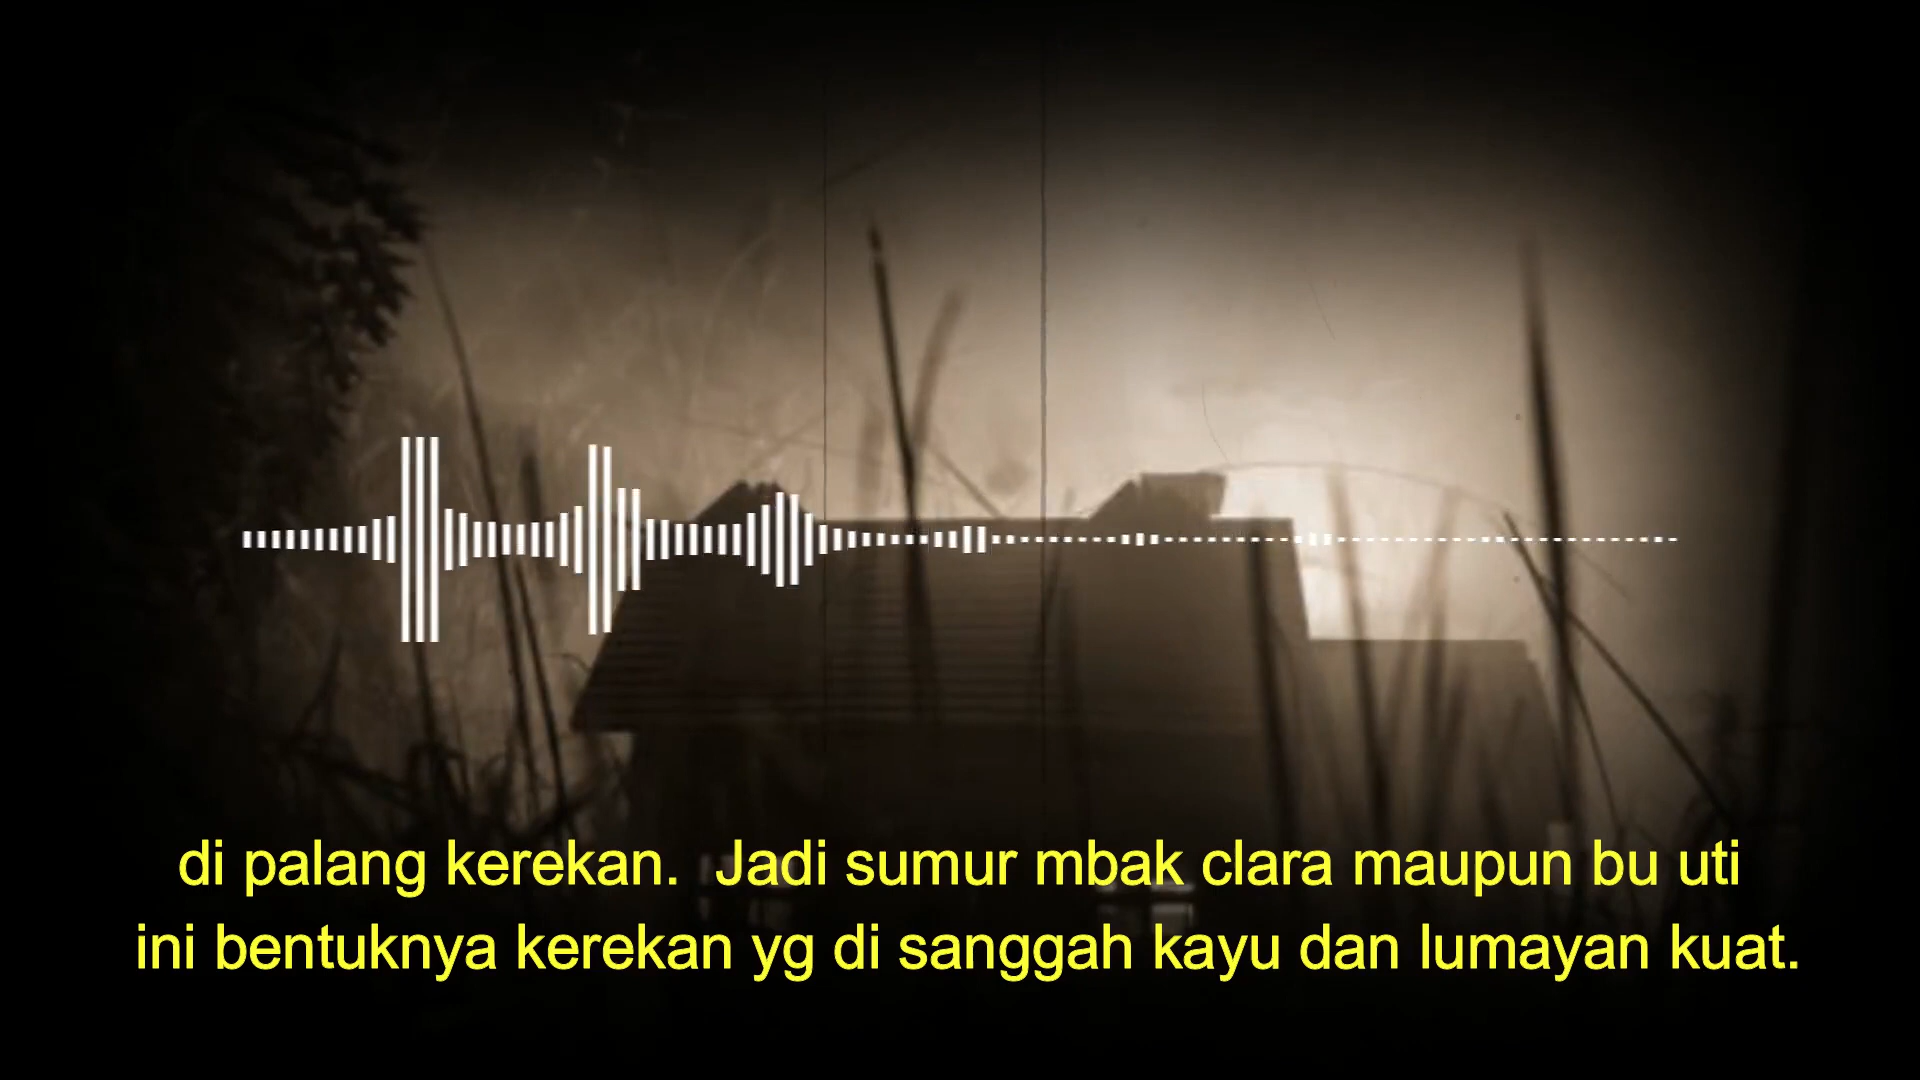 di palang kerekan.  Jadi sumur mbak clara maupun bu uti
ini bentuknya kerekan yg di sanggah kayu dan lumayan kuat.